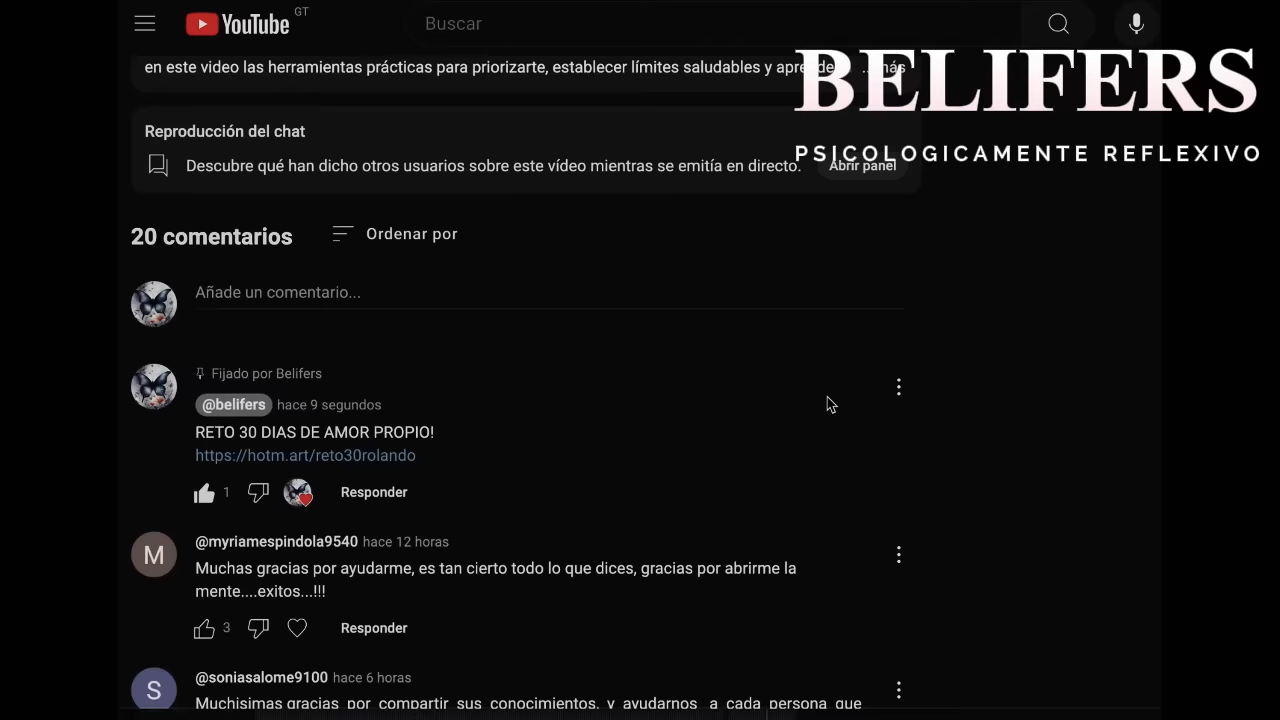 YouTube GT
Buscar
en este video las herramientas prácticas para priorizarte, establecer límites saludables y aprende ...más
BELIFERS
PSICOLOGICAMENTE REFLEXIVO
Reproducción del chat
Descubre qué han dicho otros usuarios sobre este vídeo mientras se emitía en directo.
Abrir panel
20 comentarios
Ordenar por
Añade un comentario...
Fijado por Belifers
@belifers hace 9 segundos
RETO 30 DIAS DE AMOR PROPIO!
https://hotm.art/reto30rolando
1 Responder
M
@myriamespindola9540 hace 12 horas
Muchas gracias por ayudarme, es tan cierto todo lo que dices, gracias por abrirme la
mente....exitos...!!!
3 Responder
S
@soniasalome9100 hace 6 horas
Muchisimas gracias por compartir sus conocimientos, y ayudarnos a cada persona que